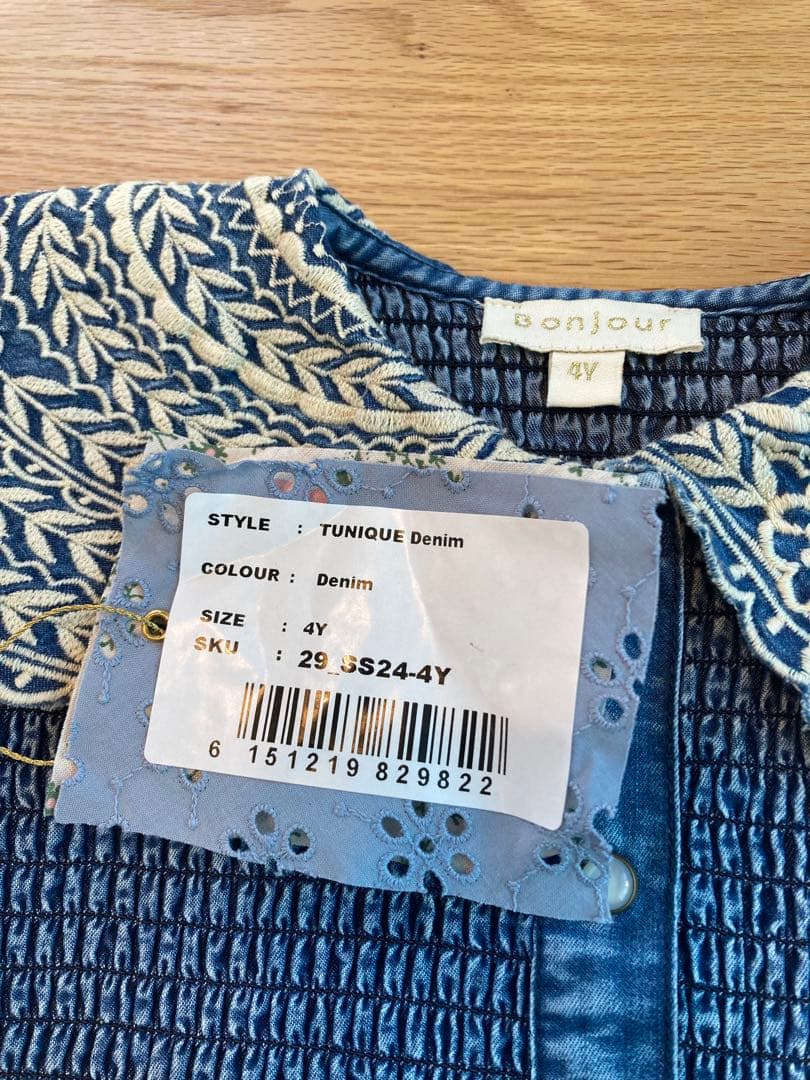 Bonjour
4Y
STYLE : TUNIQUE Denim
COLOUR : Denim
SIZE : 4Y
SKU : 29_SS24-4Y
6 151219 829822